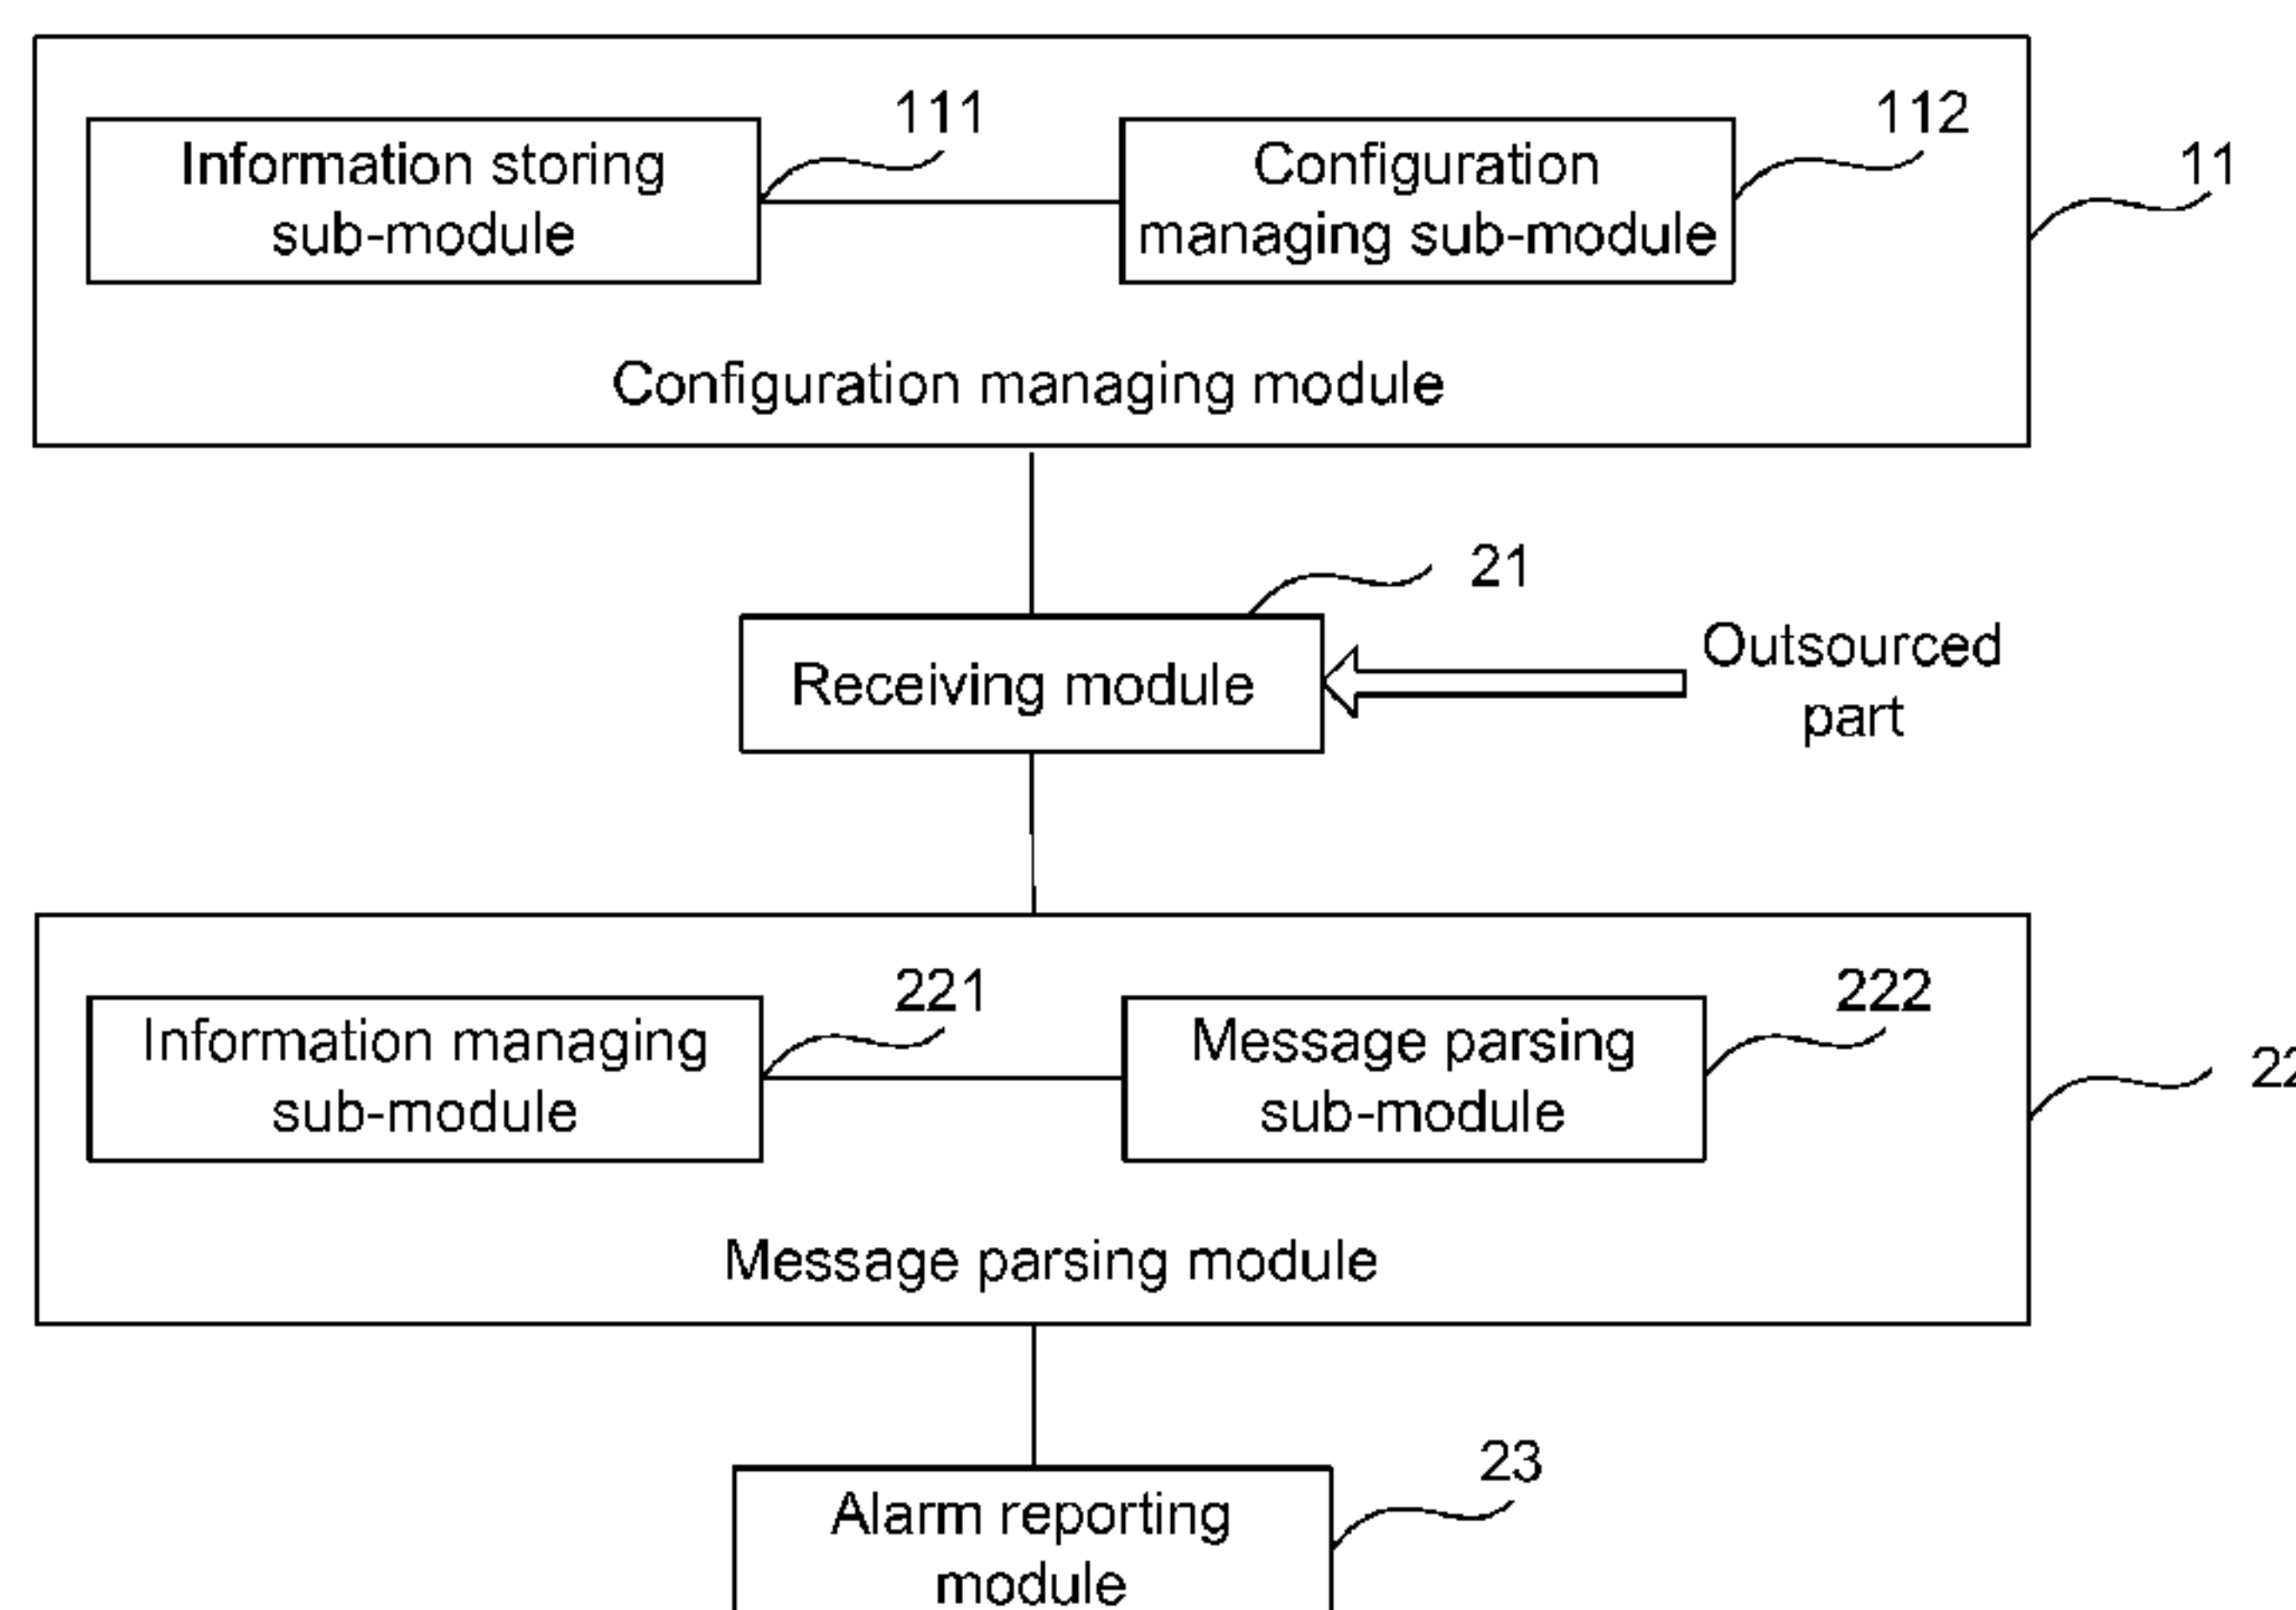 111
112
11
Information storing
sub-module
Configuration
managing sub-module
Configuration managing module
21
Receiving module
Outsourced
part
221
222
22
Information managing
sub-module
Message parsing
sub-module
Message parsing module
23
Alarm reporting
module